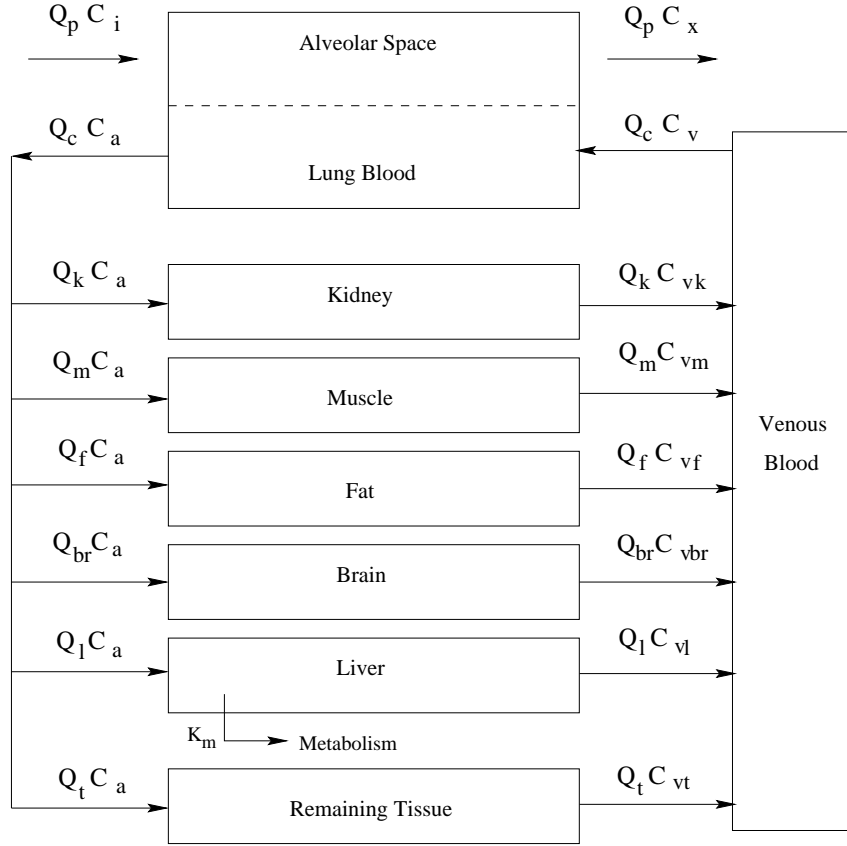 Q_p C_i
Alveolar Space
Q_p C_x
Q_c C_a
Q_c C_v
Lung Blood
Q_k C_a
Kidney
Q_k C_vk
Q_m C_a
Muscle
Q_m C_vm
Venous
Blood
Q_f C_a
Fat
Q_f C_vf
Q_br C_a
Brain
Q_br C_vbr
Q_l C_a
Liver
Q_l C_vl
K_m
Metabolism
Q_t C_a
Remaining Tissue
Q_t C_vt